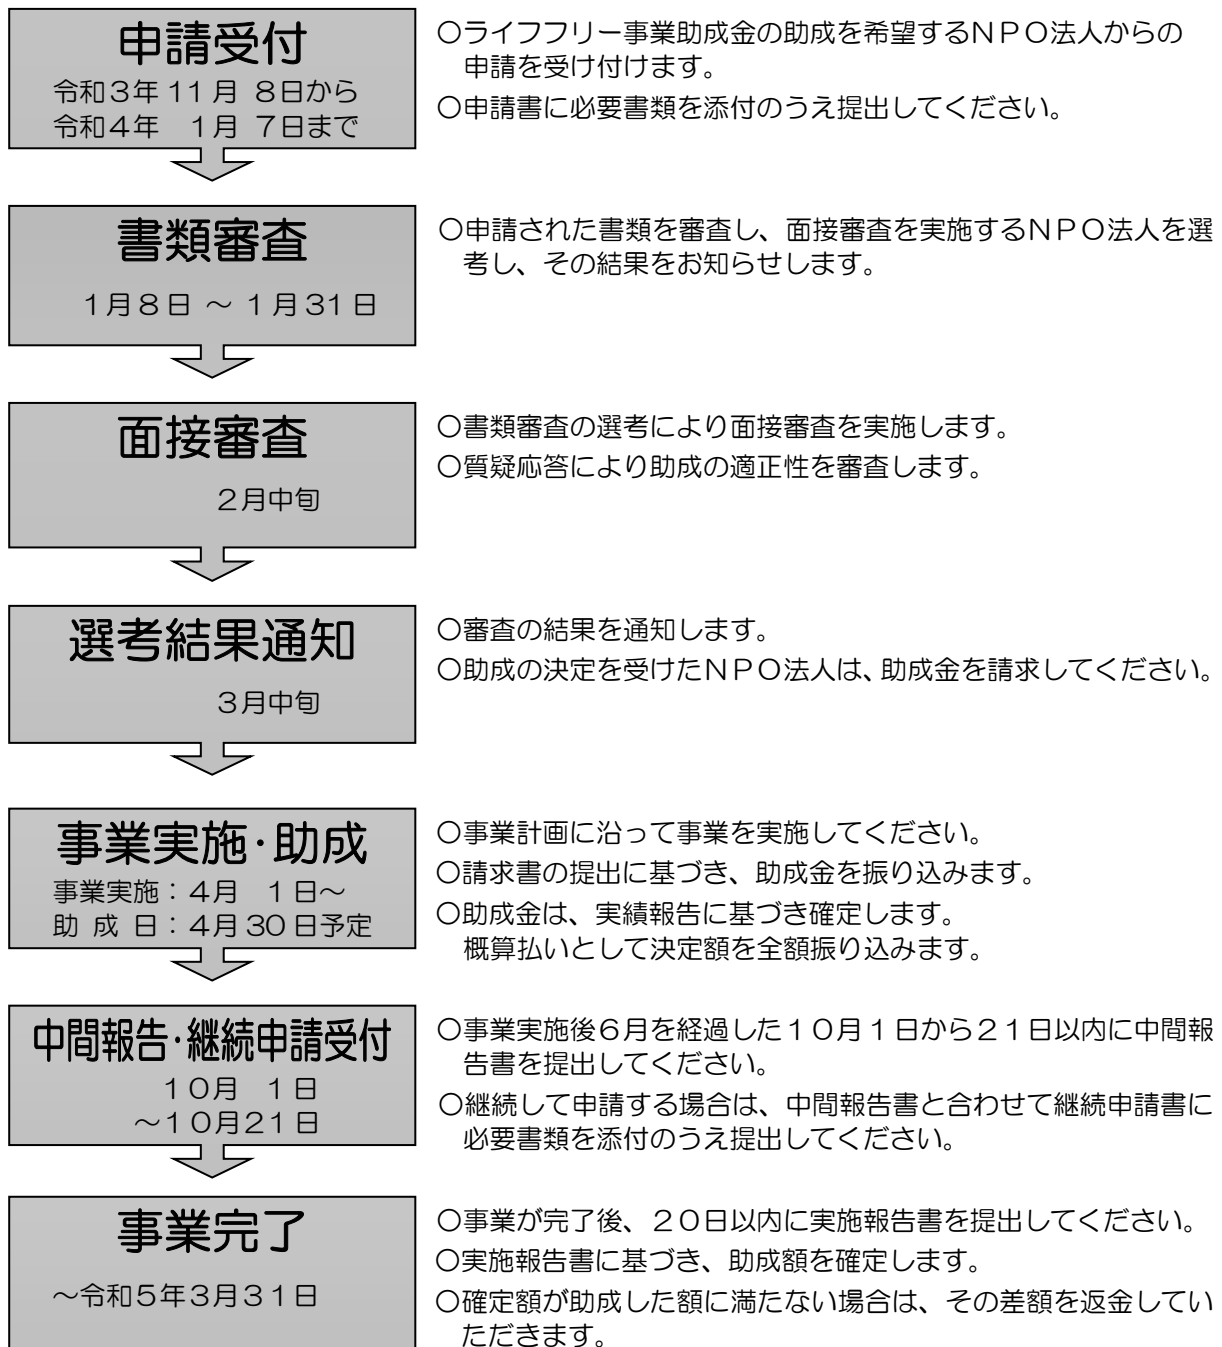 申請受付
令和３年 11 月 ８日から
令和４年　１月 ７日まで
○ライフフリー事業助成金の助成を希望するＮＰＯ法人からの
申請を受け付けます。
○申請書に必要書類を添付のうえ提出してください。
書類審査
１月８日 ～ １月 31 日
○申請された書類を審査し、面接審査を実施するＮＰＯ法人を選
考し、その結果をお知らせします。
面接審査
２月中旬
○書類審査の選考により面接審査を実施します。
○質疑応答により助成の適正性を審査します。
選考結果通知
３月中旬
○審査の結果を通知します。
○助成の決定を受けたＮＰＯ法人は、助成金を請求してください。
事業実施・助成
事業実施：４月　１日～
助 成 日：４月 30 日予定
○事業計画に沿って事業を実施してください。
○請求書の提出に基づき、助成金を振り込みます。
○助成金は、実績報告に基づき確定します。
概算払いとして決定額を全額振り込みます。
中間報告・継続申請受付
１０月　１日
～１０月２１日
○事業実施後６月を経過した１０月１日から２１日以内に中間報
告書を提出してください。
○継続して申請する場合は、中間報告書と合わせて継続申請書に
必要書類を添付のうえ提出してください。
事業完了
～令和５年３月３１日
○事業が完了後、２０日以内に実施報告書を提出してください。
○実施報告書に基づき、助成額を確定します。
○確定額が助成した額に満たない場合は、その差額を返金してい
ただきます。